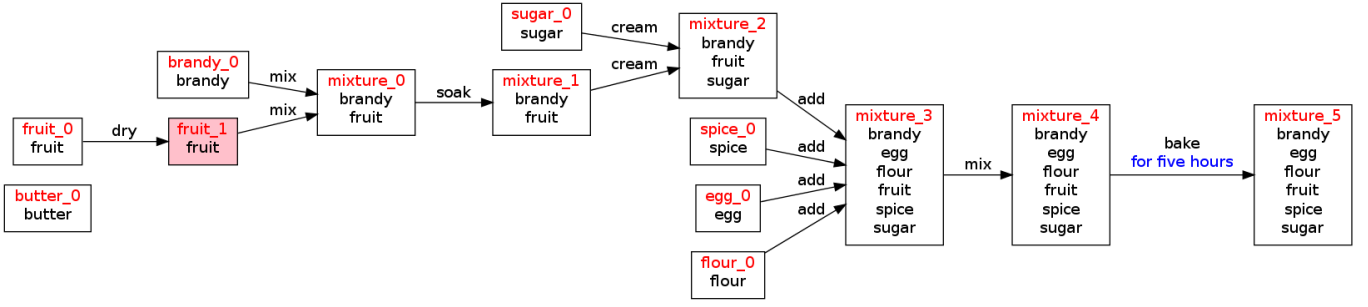 fruit_0
fruit
butter_0
butter
dry
brandy_0
brandy
fruit_1
fruit
mix
mix
mixture_0
brandy
fruit
soak
sugar_0
sugar
mixture_1
brandy
fruit
cream
cream
mixture_2
brandy
fruit
sugar
spice_0
spice
egg_0
egg
flour_0
flour
add
add
add
add
mixture_3
brandy
egg
flour
fruit
spice
sugar
mix
mixture_4
brandy
egg
flour
fruit
spice
sugar
bake
for five hours
mixture_5
brandy
egg
flour
fruit
spice
sugar